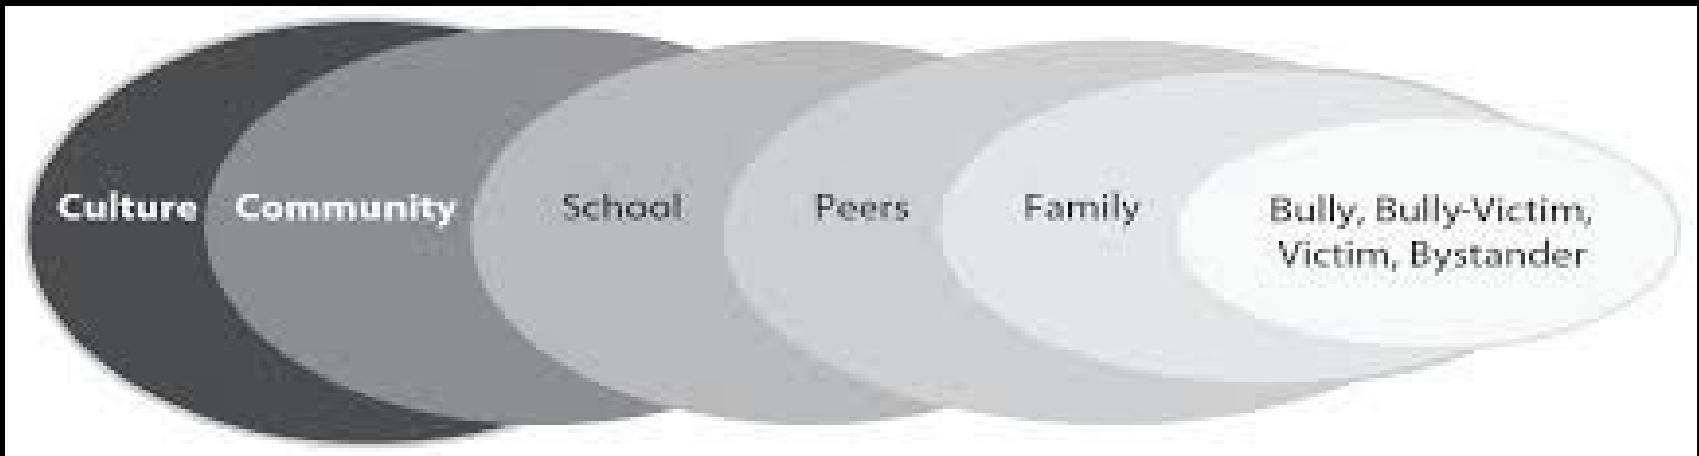 Culture
Community
School
Peers
Family
Bully, Bully-Victim,
Victim, Bystander